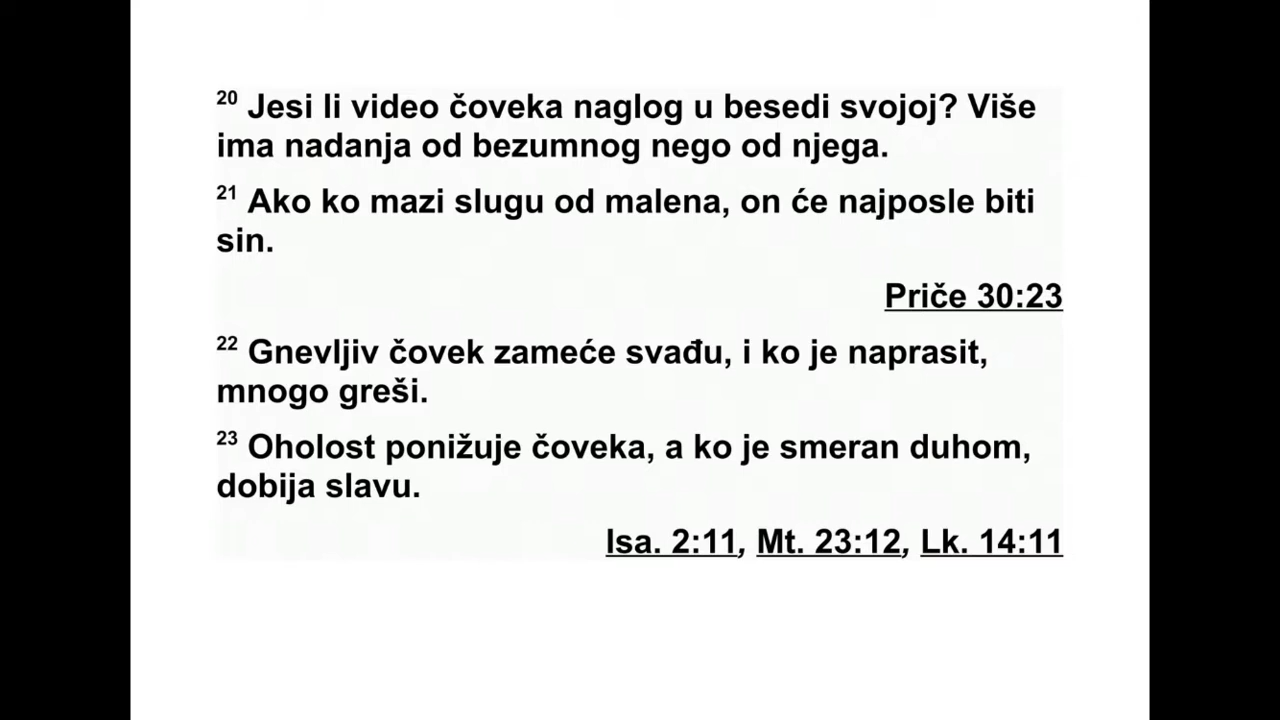 20 Jesi li video čoveka naglog u besedi svojoj? Više
ima nadanja od bezumnog nego od njega.
21 Ako ko mazi slugu od malena, on će najposle biti
sin.
Priče 30:23
22 Gnevljiv čovek zameće svađu, i ko je naprasit,
mnogo greši.
23 Oholost ponižuje čoveka, a ko je smeran duhom,
dobija slavu.
Isa. 2:11, Mt. 23:12, Lk. 14:11